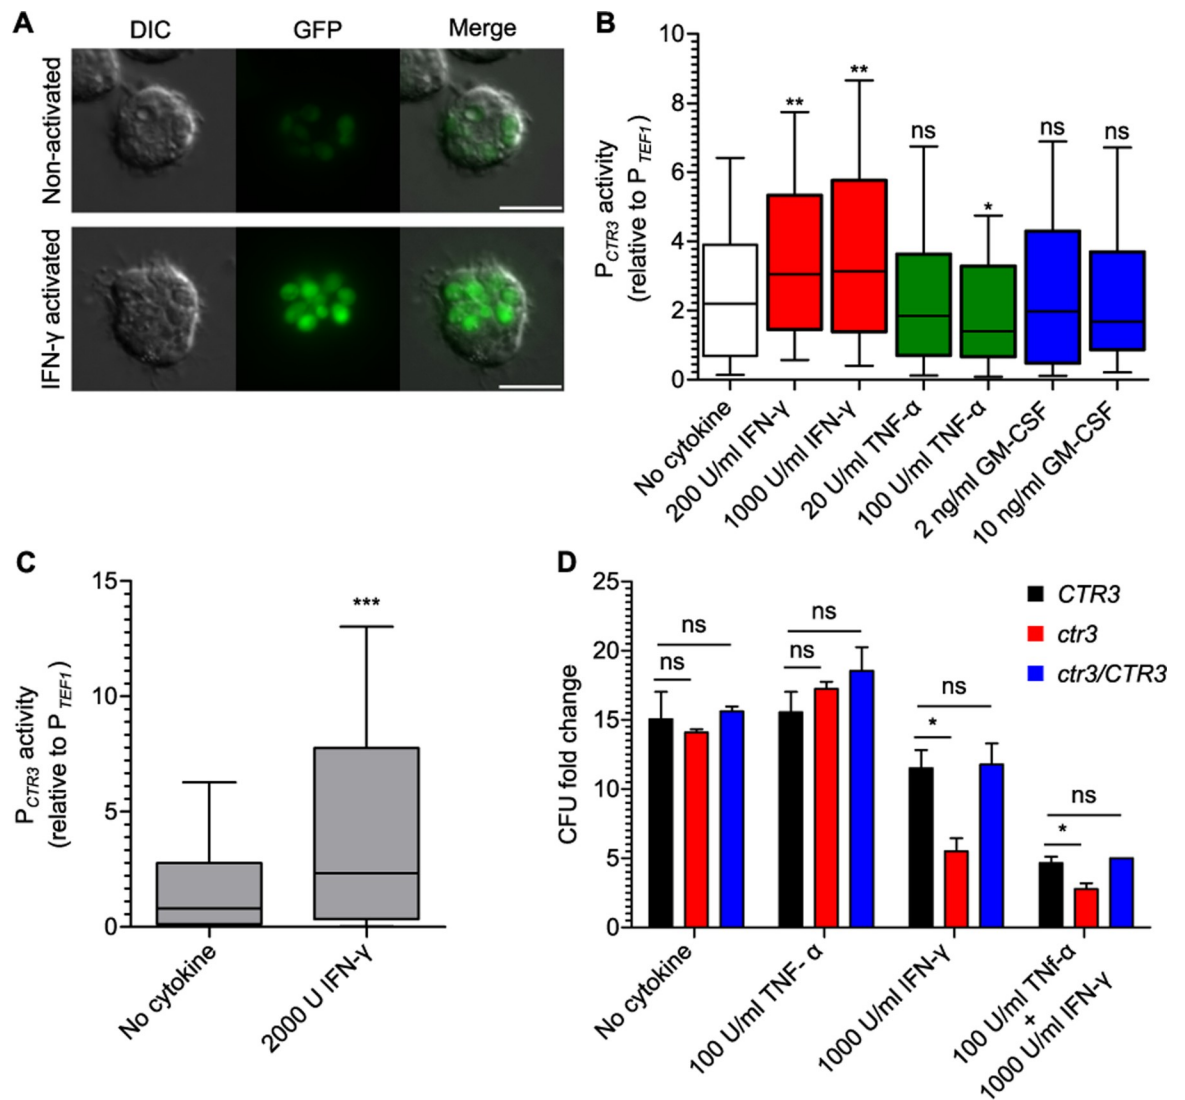 A
DIC
GFP
Merge
Non-activated
IFN-γ activated
B
P CTR3 activity
(relative to P TEF1)
10
8
6
4
2
0
**
**
ns
*
ns
ns
No cytokine
200 U/ml IFN-γ
1000 U/ml IFN-γ
20 U/ml TNF-α
100 U/ml TNF-α
2 ng/ml GM-CSF
10 ng/ml GM-CSF
C
P CTR3 activity
(relative to P TEF1)
15
10
5
0
***
No cytokine
2000 U IFN-γ
D
CFU fold change
25
20
15
10
5
0
CTR3
ctr3
ctr3/CTR3
ns
ns
ns
ns
ns
*
ns
*
No cytokine
100 U/ml TNF- α
1000 U/ml IFN-γ
100 U/ml TNf-α
+
1000 U/ml IFN-γ